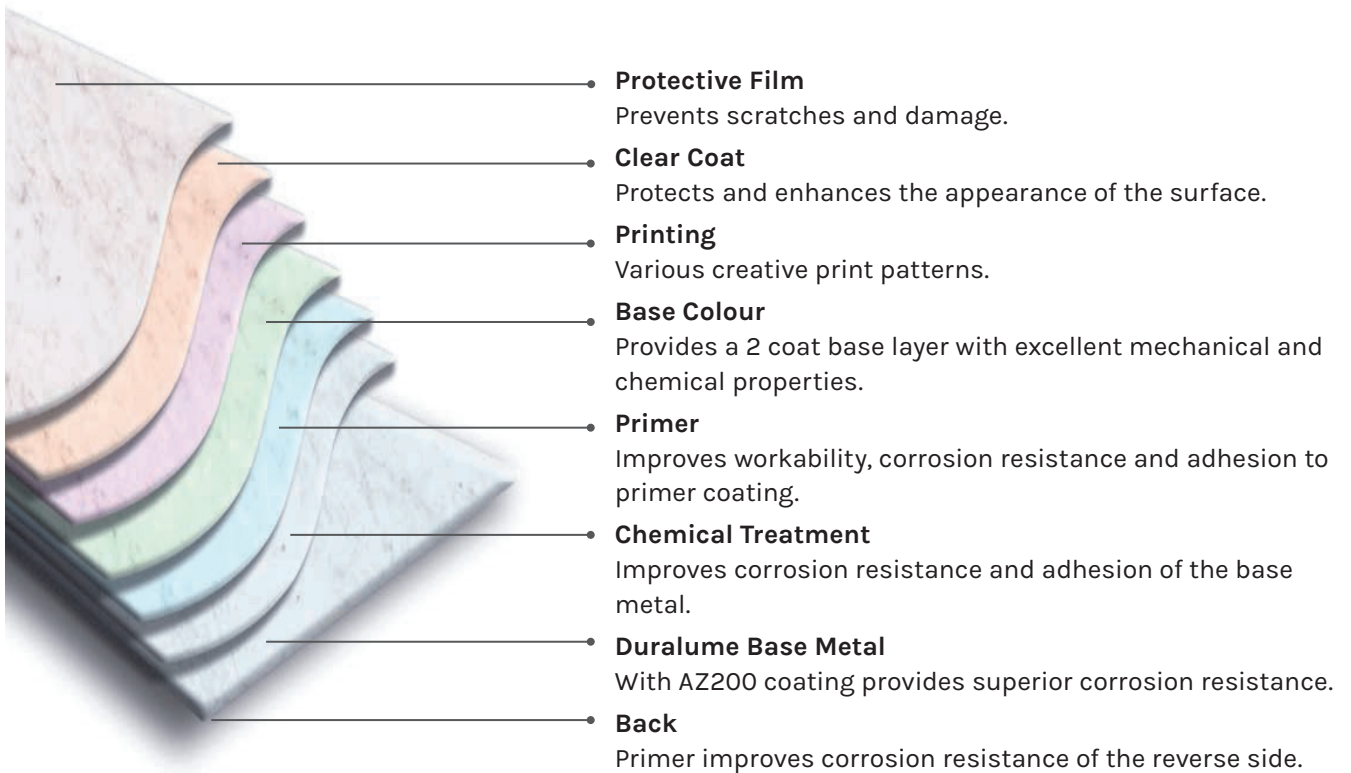 Protective Film
Prevents scratches and damage.
Clear Coat
Protects and enhances the appearance of the surface.
Printing
Various creative print patterns.
Base Colour
Provides a 2 coat base layer with excellent mechanical and
chemical properties.
Primer
Improves workability, corrosion resistance and adhesion to
primer coating.
Chemical Treatment
Improves corrosion resistance and adhesion of the base
metal.
Duralume Base Metal
With AZ200 coating provides superior corrosion resistance.
Back
Primer improves corrosion resistance of the reverse side.